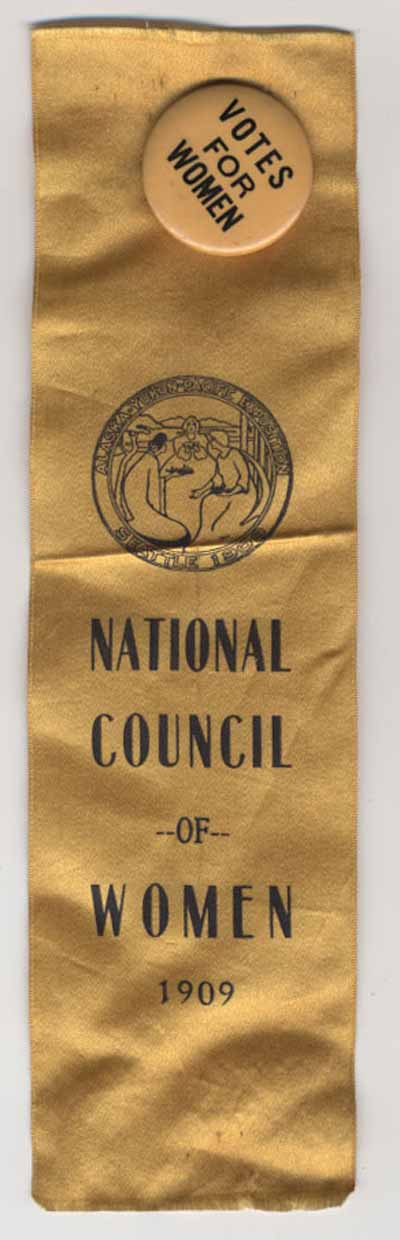 VOTES
FOR
WOMEN
ALASKA-YUKON-PACIFIC EXPOSITION
SEATTLE 1909
NATIONAL
COUNCIL
--OF--
WOMEN
1909